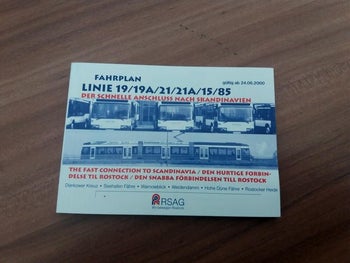 FAHRPLAN
gültig ab 24.06.2000
LINIE 19/19A/21/21A/15/85
DER SCHNELLE ANSCHLUSS NACH SKANDINAVIEN
THE FAST CONNECTION TO SCANDINAVIA / DEN HURTIGE FORBIN-
DELSE TIL ROSTOCK / DEN SNABBA FÖRBINDELSEN TILL ROSTOCK
Dierkower Kreuz • Seehafen Fähre • Warnowblick • Weidendamm • Hohe Düne Fähre • Rostocker Heide
RSAG